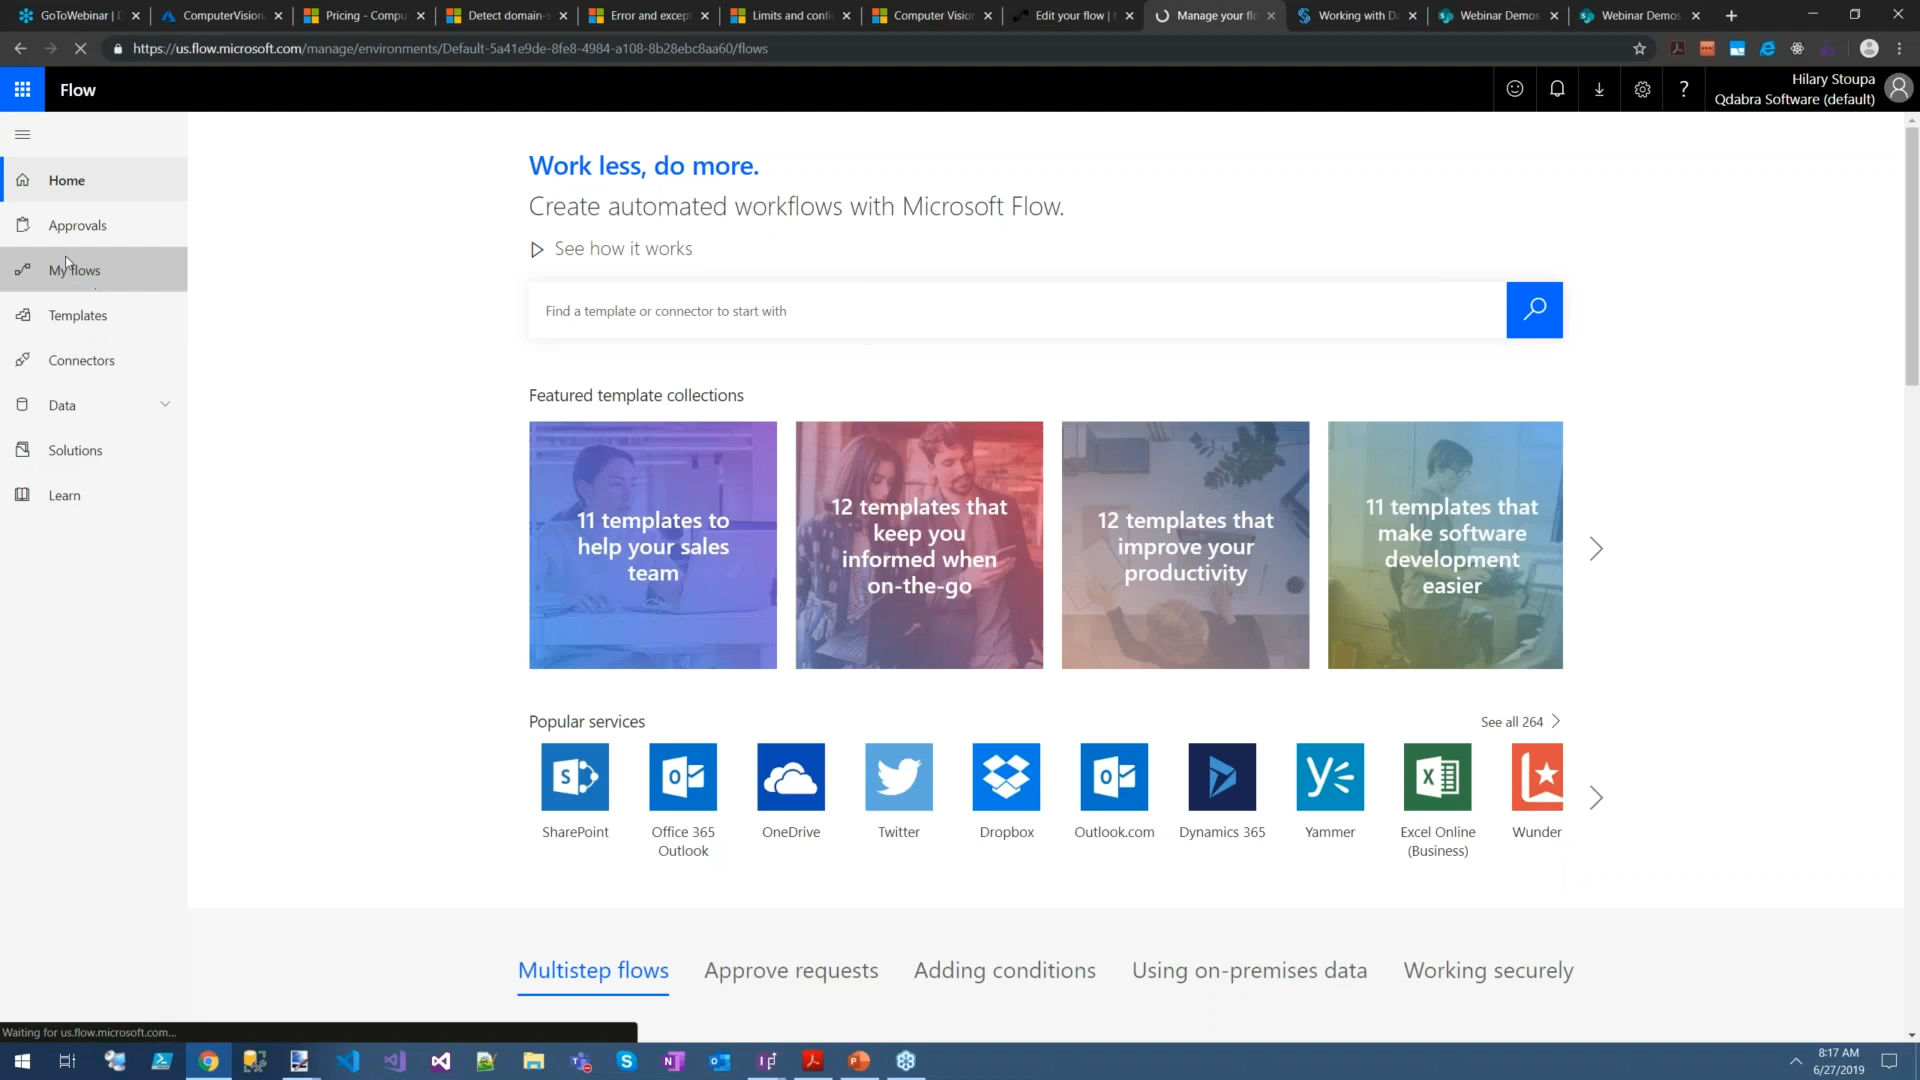 GoToWebinar | D
ComputerVision
Pricing - Compu
Detect domain-s
Error and except
Limits and confi
Computer Vision
Edit your flow |
Manage your flo
Working with Da
Webinar Demos
Webinar Demos
https://us.flow.microsoft.com/manage/environments/Default-5a41e9de-8fe8-4984-a108-8b28ebc8aa60/flows
Flow
?
Hilary Stoupa
Qdabra Software (default)
Home
Approvals
My flows
Templates
Connectors
Data
Solutions
Learn
Work less, do more.
Create automated workflows with Microsoft Flow.
See how it works
Find a template or connector to start with
Featured template collections
11 templates to
help your sales
team
12 templates that
keep you
informed when
on-the-go
12 templates that
improve your
productivity
11 templates that
make software
development
easier
Popular services
See all 264
SharePoint
Office 365
Outlook
OneDrive
Twitter
Dropbox
Outlook.com
Dynamics 365
Yammer
Excel Online
(Business)
Wunder
Multistep flows
Approve requests
Adding conditions
Using on-premises data
Working securely
Waiting for us.flow.microsoft.com...
8:17 AM
6/27/2019